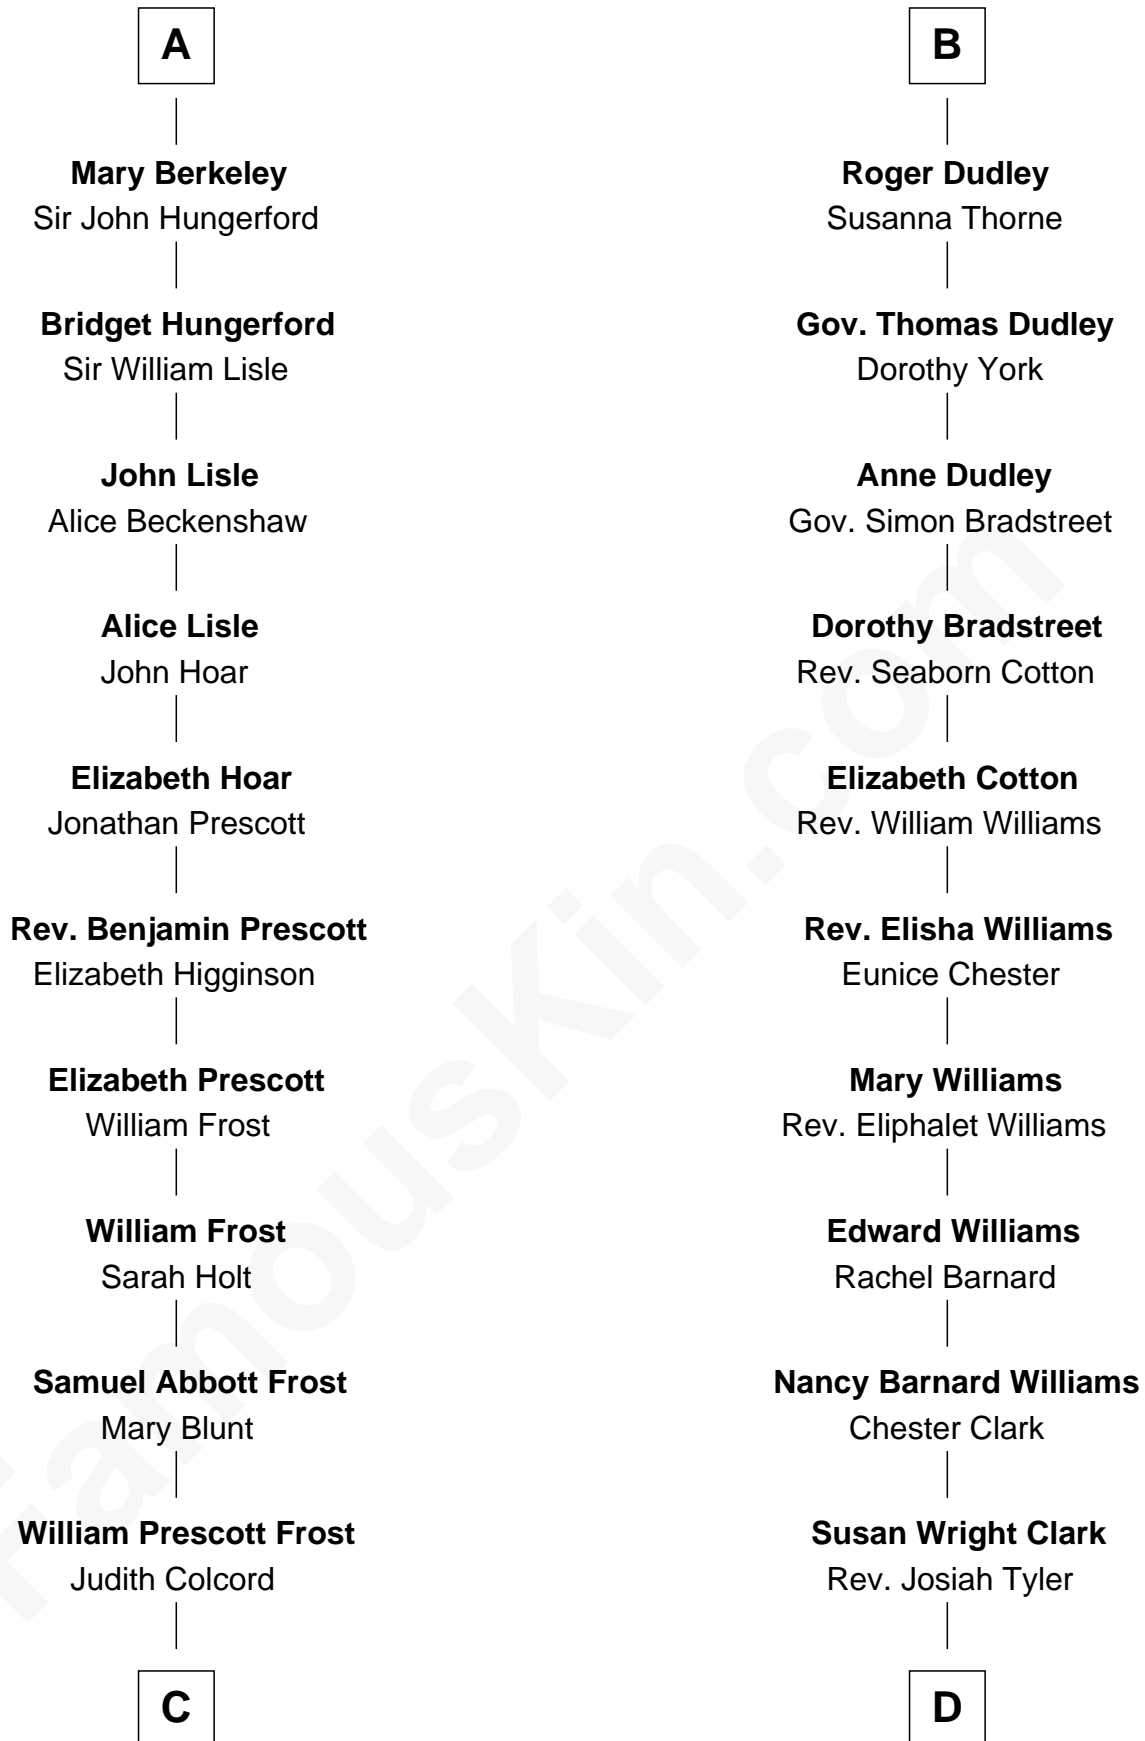 A
Mary Berkeley
Sir John Hungerford
Bridget Hungerford
Sir William Lisle
John Lisle
Alice Beckenshaw
Alice Lisle
John Hoar
Elizabeth Hoar
Jonathan Prescott
Rev. Benjamin Prescott
Elizabeth Higginson
Elizabeth Prescott
William Frost
William Frost
Sarah Holt
Samuel Abbott Frost
Mary Blunt
William Prescott Frost
Judith Colcord
C
B
Roger Dudley
Susanna Thorne
Gov. Thomas Dudley
Dorothy York
Anne Dudley
Gov. Simon Bradstreet
Dorothy Bradstreet
Rev. Seaborn Cotton
Elizabeth Cotton
Rev. William Williams
Rev. Elisha Williams
Eunice Chester
Mary Williams
Rev. Eliphalet Williams
Edward Williams
Rachel Barnard
Nancy Barnard Williams
Chester Clark
Susan Wright Clark
Rev. Josiah Tyler
D
FamousKin.com